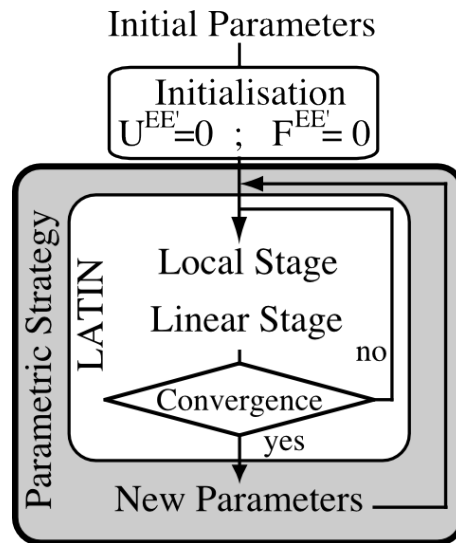 Initial Parameters
Initialisation
U^EE'=0 ; F^EE'= 0
Parametric Strategy
LATIN
Local Stage
Linear Stage
no
Convergence
yes
New Parameters